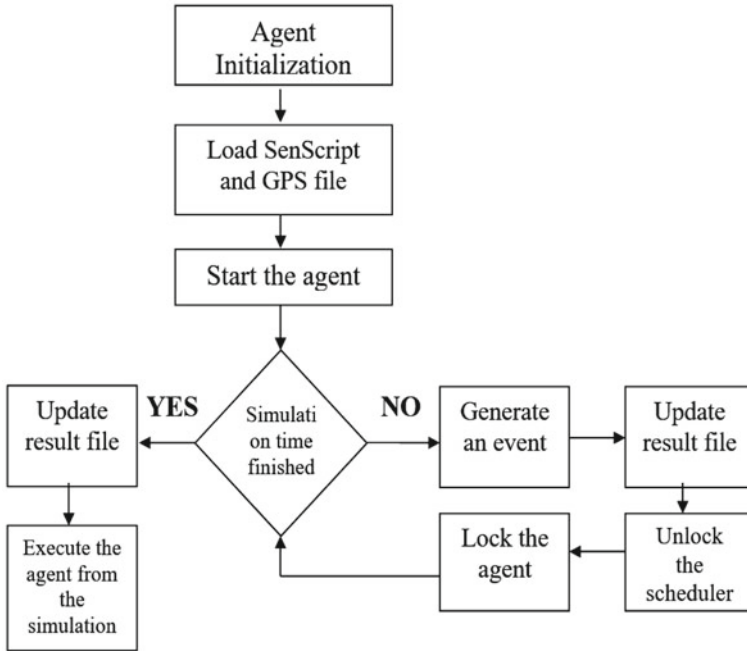 Agent
Initialization
Load SenScript
and GPS file
Start the agent
YES
NO
Simulati
on time
finished
Update
result file
Generate
an event
Update
result file
Execute the
agent from
the
simulation
Lock the
agent
Unlock
the
scheduler